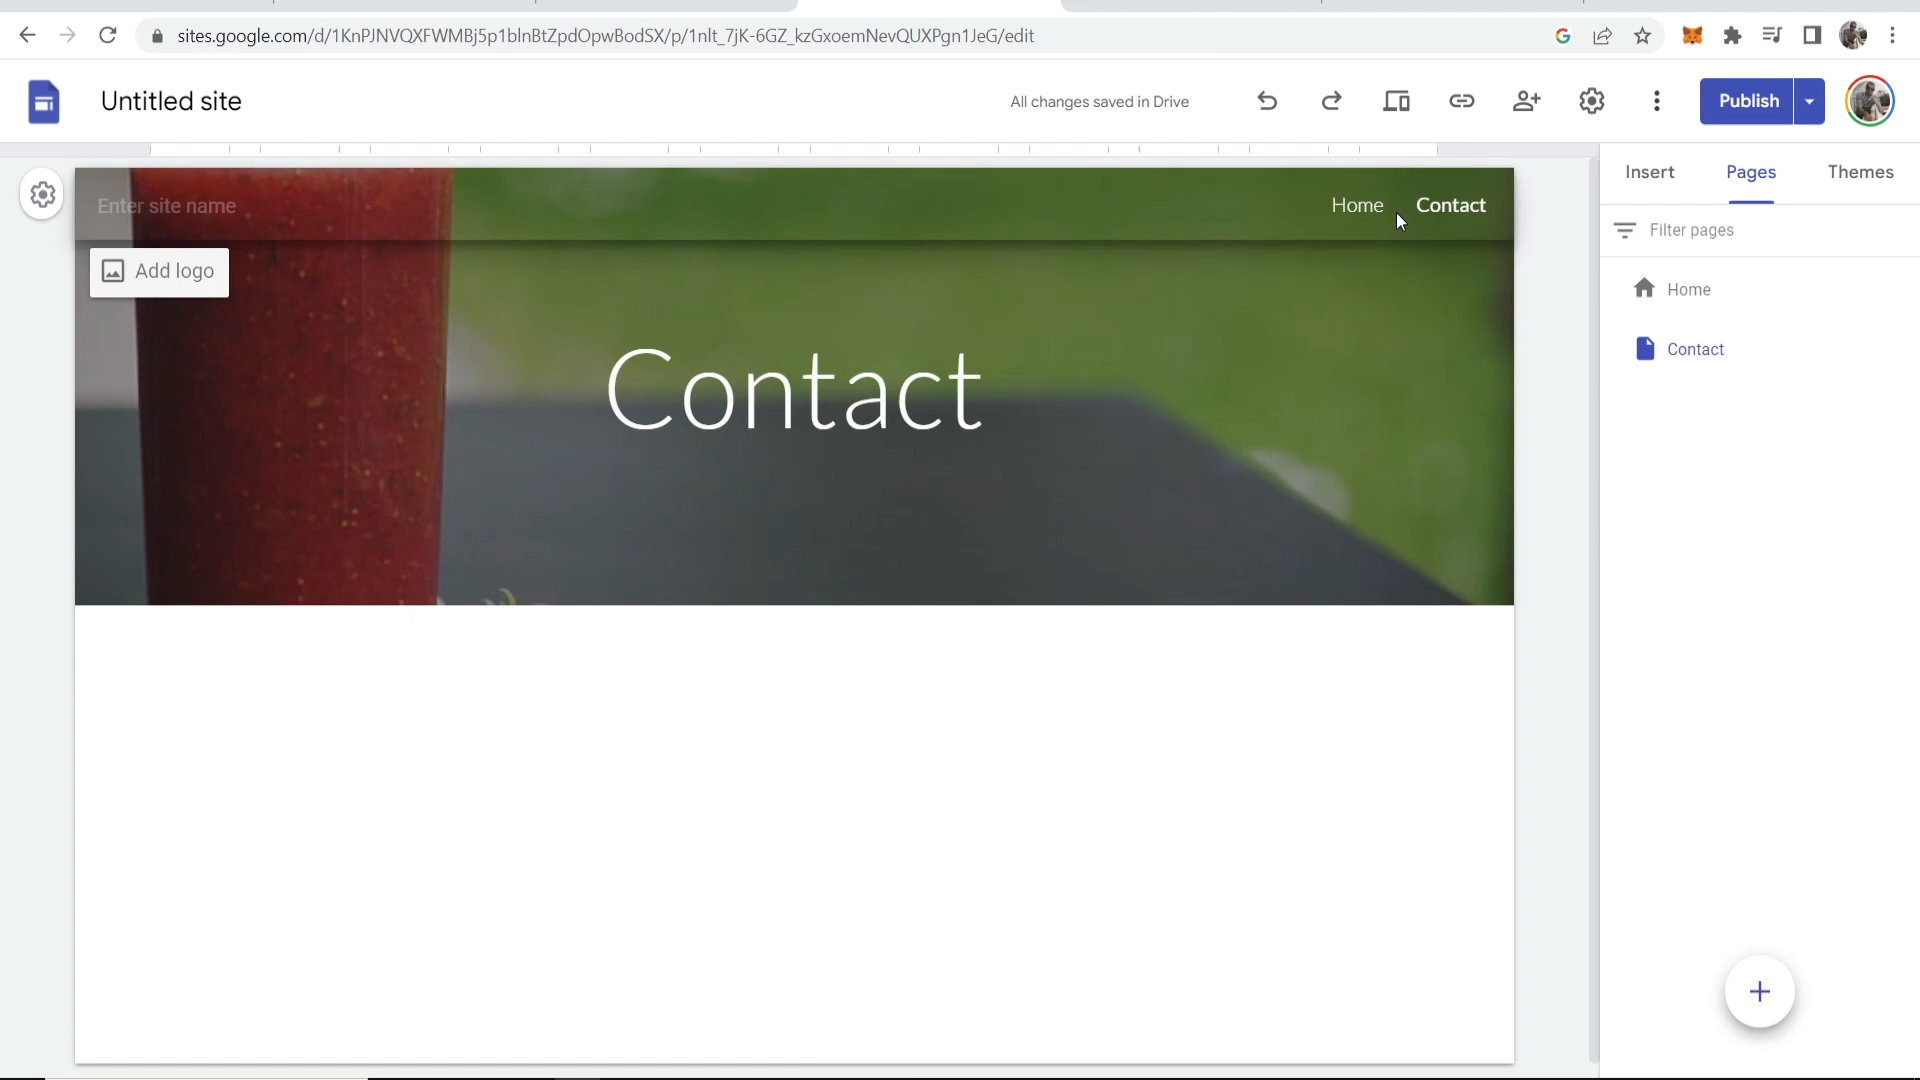 sites.google.com/d/1KnPJNVQXFWMBj5p1blnBtZpdOpwBodSX/p/1nlt_7jK-6GZ_kzGxoemNevQUXPgn1JeG/edit
Untitled site
All changes saved in Drive
Publish
Insert
Pages
Themes
Enter site name
Home
Contact
Filter pages
Add logo
Home
Contact
Contact